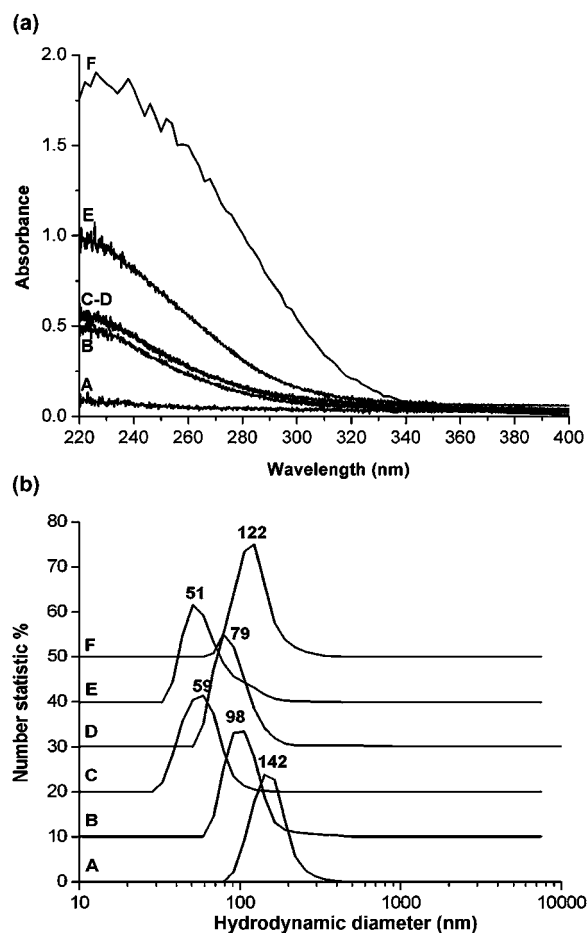 (a)
2.0
F
1.5
Absorbance
1.0
E
C-D
0.5
B
A
0.0
220 240 260 280 300 320 340 360 380 400
Wavelength (nm)
(b)
80
122
70
51
60
79
F
50
59
E
40
98
D
30
142
C
20
B
10
A
0
Number statistic %
10 100 1000 10000
Hydrodynamic diameter (nm)